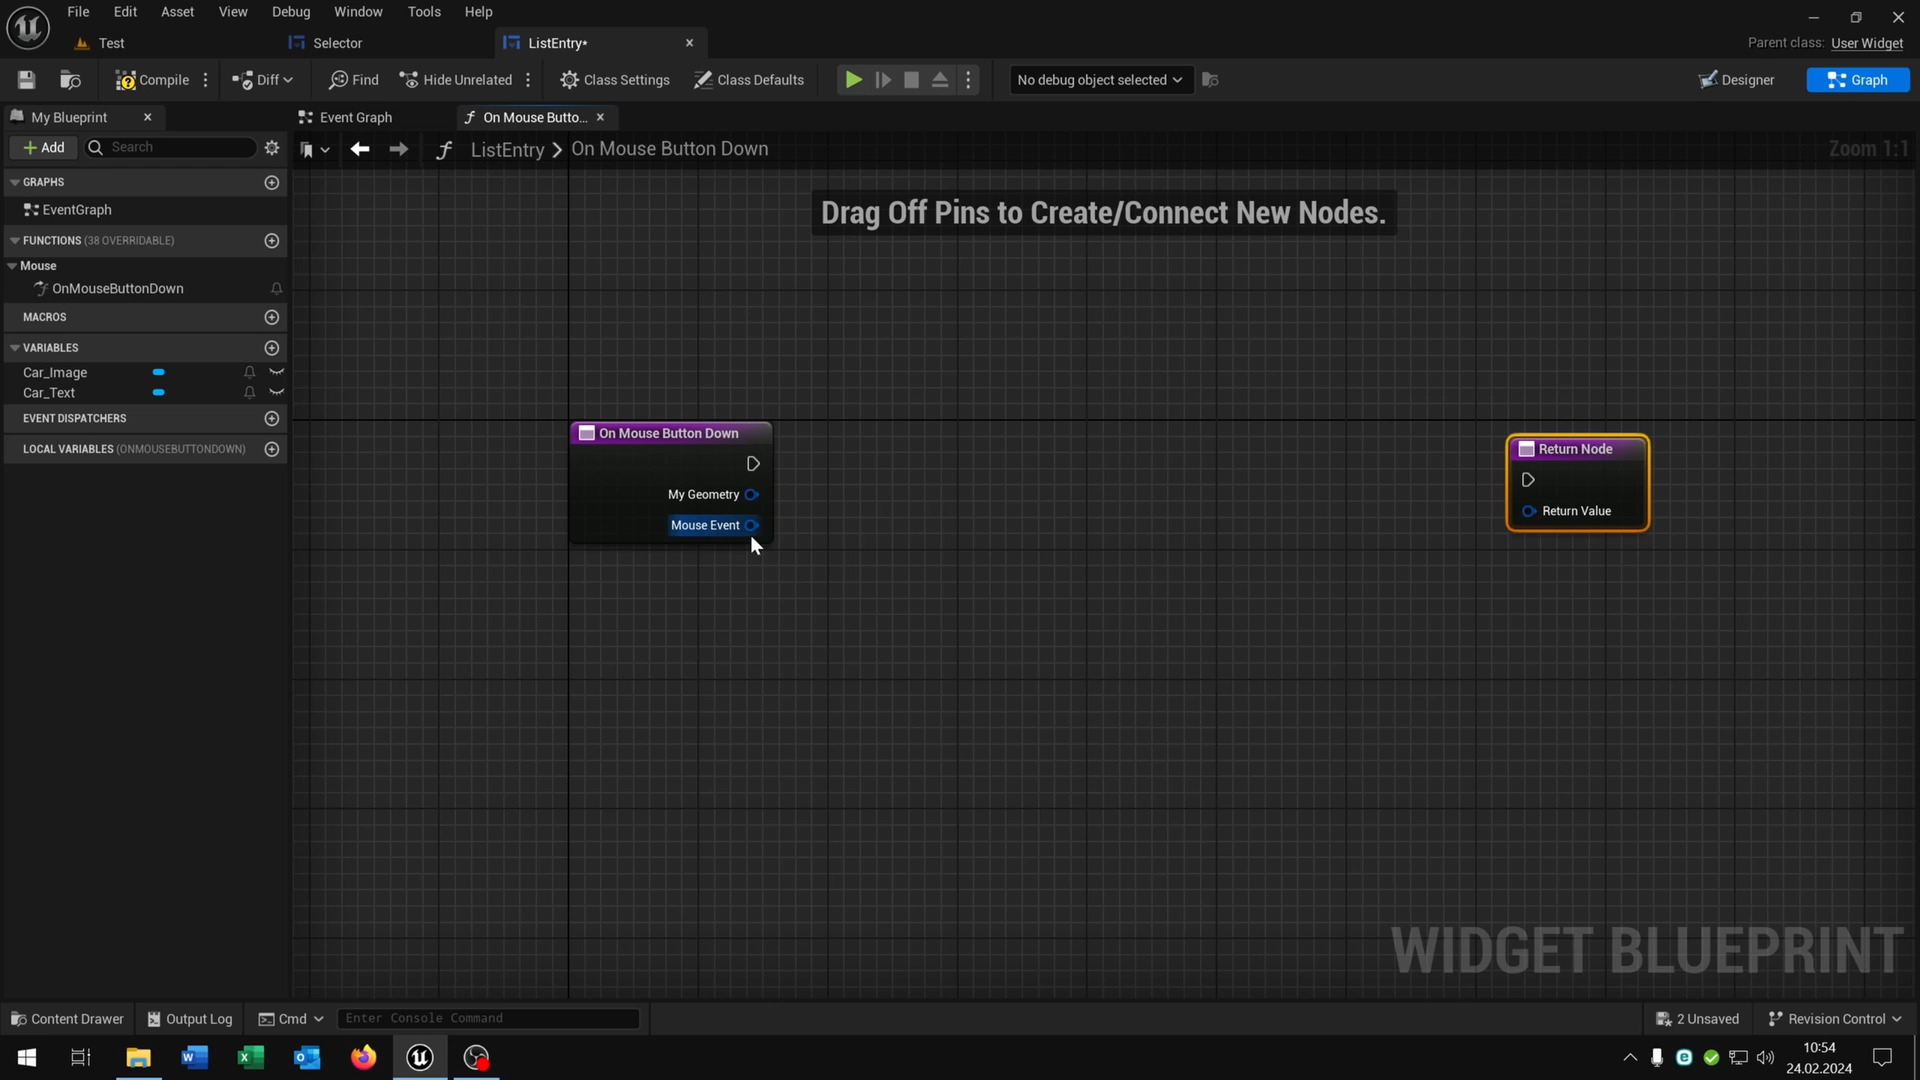 File Edit Asset View Debug Window Tools Help
Test Selector ListEntry*
Parent class: User Widget
Compile Diff Find Hide Unrelated Class Settings Class Defaults No debug object selected Designer Graph
My Blueprint Event Graph On Mouse Butto...
Add Search ListEntry > On Mouse Button Down Zoom 1:1
GRAPHS
EventGraph
FUNCTIONS (38 OVERRIDABLE)
Mouse
OnMouseButtonDown
MACROS
VARIABLES
Car_Image
Car_Text
EVENT DISPATCHERS
LOCAL VARIABLES (ONMOUSEBUTTONDOWN)
Drag Off Pins to Create/Connect New Nodes.
On Mouse Button Down
My Geometry
Mouse Event
Return Node
Return Value
WIDGET BLUEPRINT
Content Drawer Output Log Cmd Enter Console Command 2 Unsaved Revision Control
10:54
24.02.2024